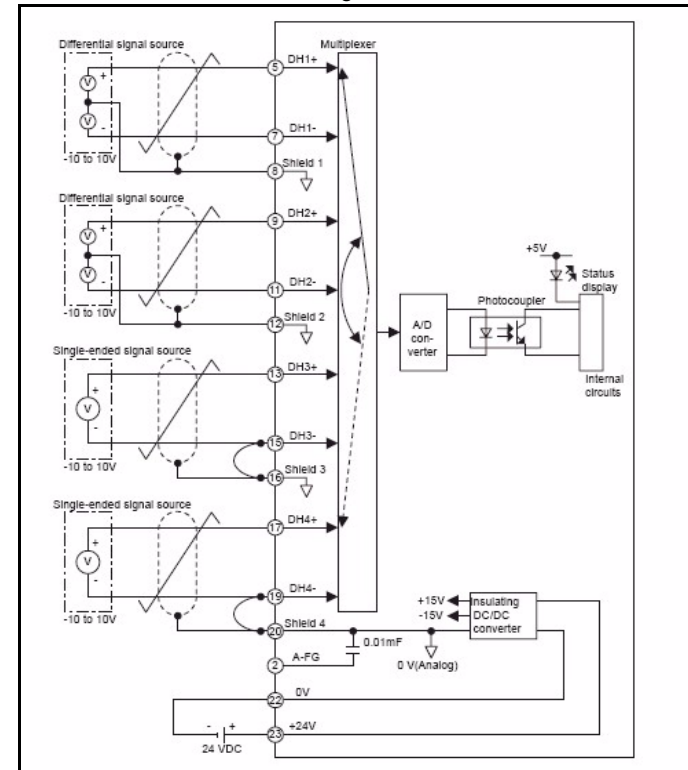 Differential signal source
Multiplexer
+
V
V
-
-10 to 10V
5
DH1+
7
DH1-
8
Shield 1
Differential signal source
+
V
V
-
-10 to 10V
9
DH2+
11
DH2-
12
Shield 2
+5V
Status
display
Photocoupler
A/D
con-
verter
Internal
circuits
Single-ended signal source
+
V
-
-10 to 10V
13
DH3+
15
DH3-
16
Shield 3
Single-ended signal source
+
V
-
-10 to 10V
17
DH4+
19
DH4-
20
Shield 4
+15V
-15V
Insulating
DC/DC
converter
0.01mF
0 V(Analog)
2
A-FG
22
0V
23
+24V
- +
24 VDC